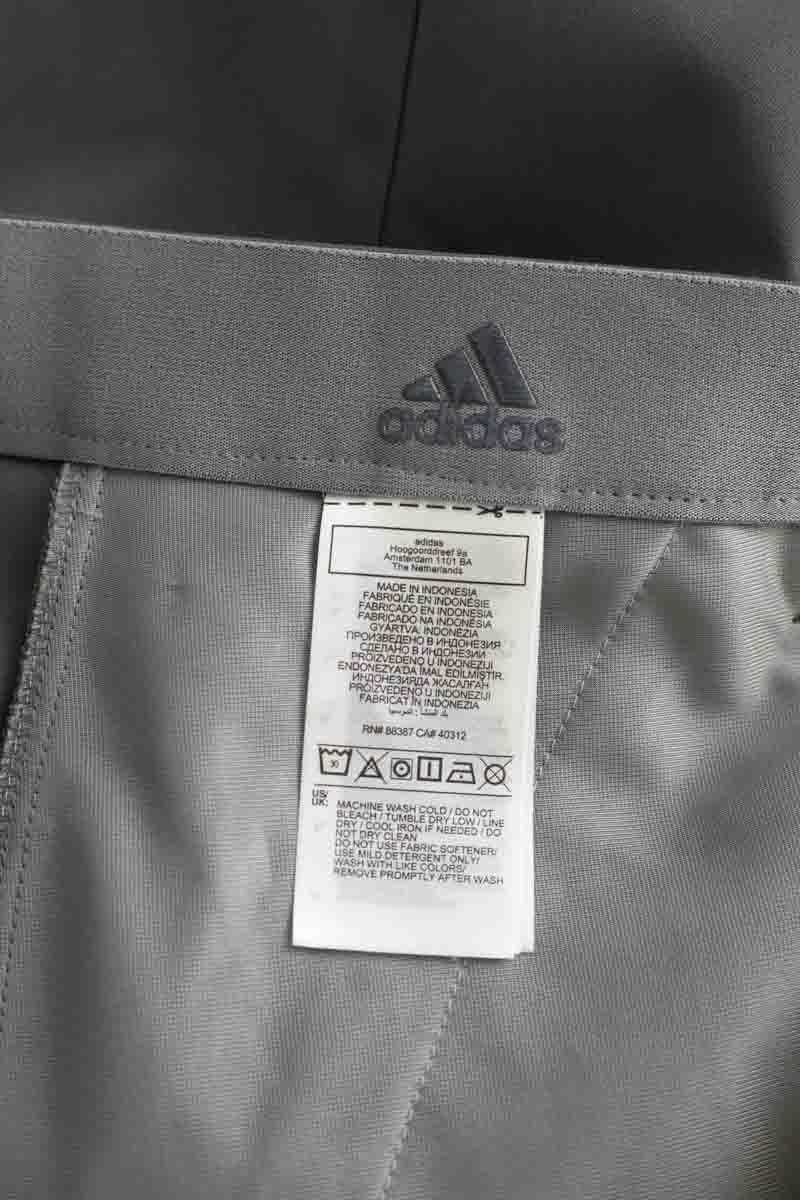 adidas
adidas
Hoogoorddreef 9a
Amsterdam 1101 BA
The Netherlands
MADE IN INDONESIA
FABRIQUÉ EN INDONÉSIE
FABRICADO EN INDONESIA
FABRICADO NA INDONÉSIA
GYÁRTVA: INDONÉZIA
ПРОИЗВЕДЕНО В ИНДОНЕЗИЯ
СДЕЛАНО В ИНДОНЕЗИИ
PROIZVEDENO U INDONEZIJI
ENDONEZYA'DA İMAL EDİLMİŞTİR.
ИНДОНЕЗИЯДА ЖАСАЛҒАН
PROIZVEDENO U INDONEZIJI
FABRICAT ÎN INDONEZIA
RN# 88387 CA# 40312
30
US/
UK:
MACHINE WASH COLD / DO NOT
BLEACH / TUMBLE DRY LOW / LINE
DRY / COOL IRON IF NEEDED / DO
NOT DRY CLEAN
DO NOT USE FABRIC SOFTENER/
USE MILD DETERGENT ONLY/
WASH WITH LIKE COLORS/
REMOVE PROMPTLY AFTER WASH